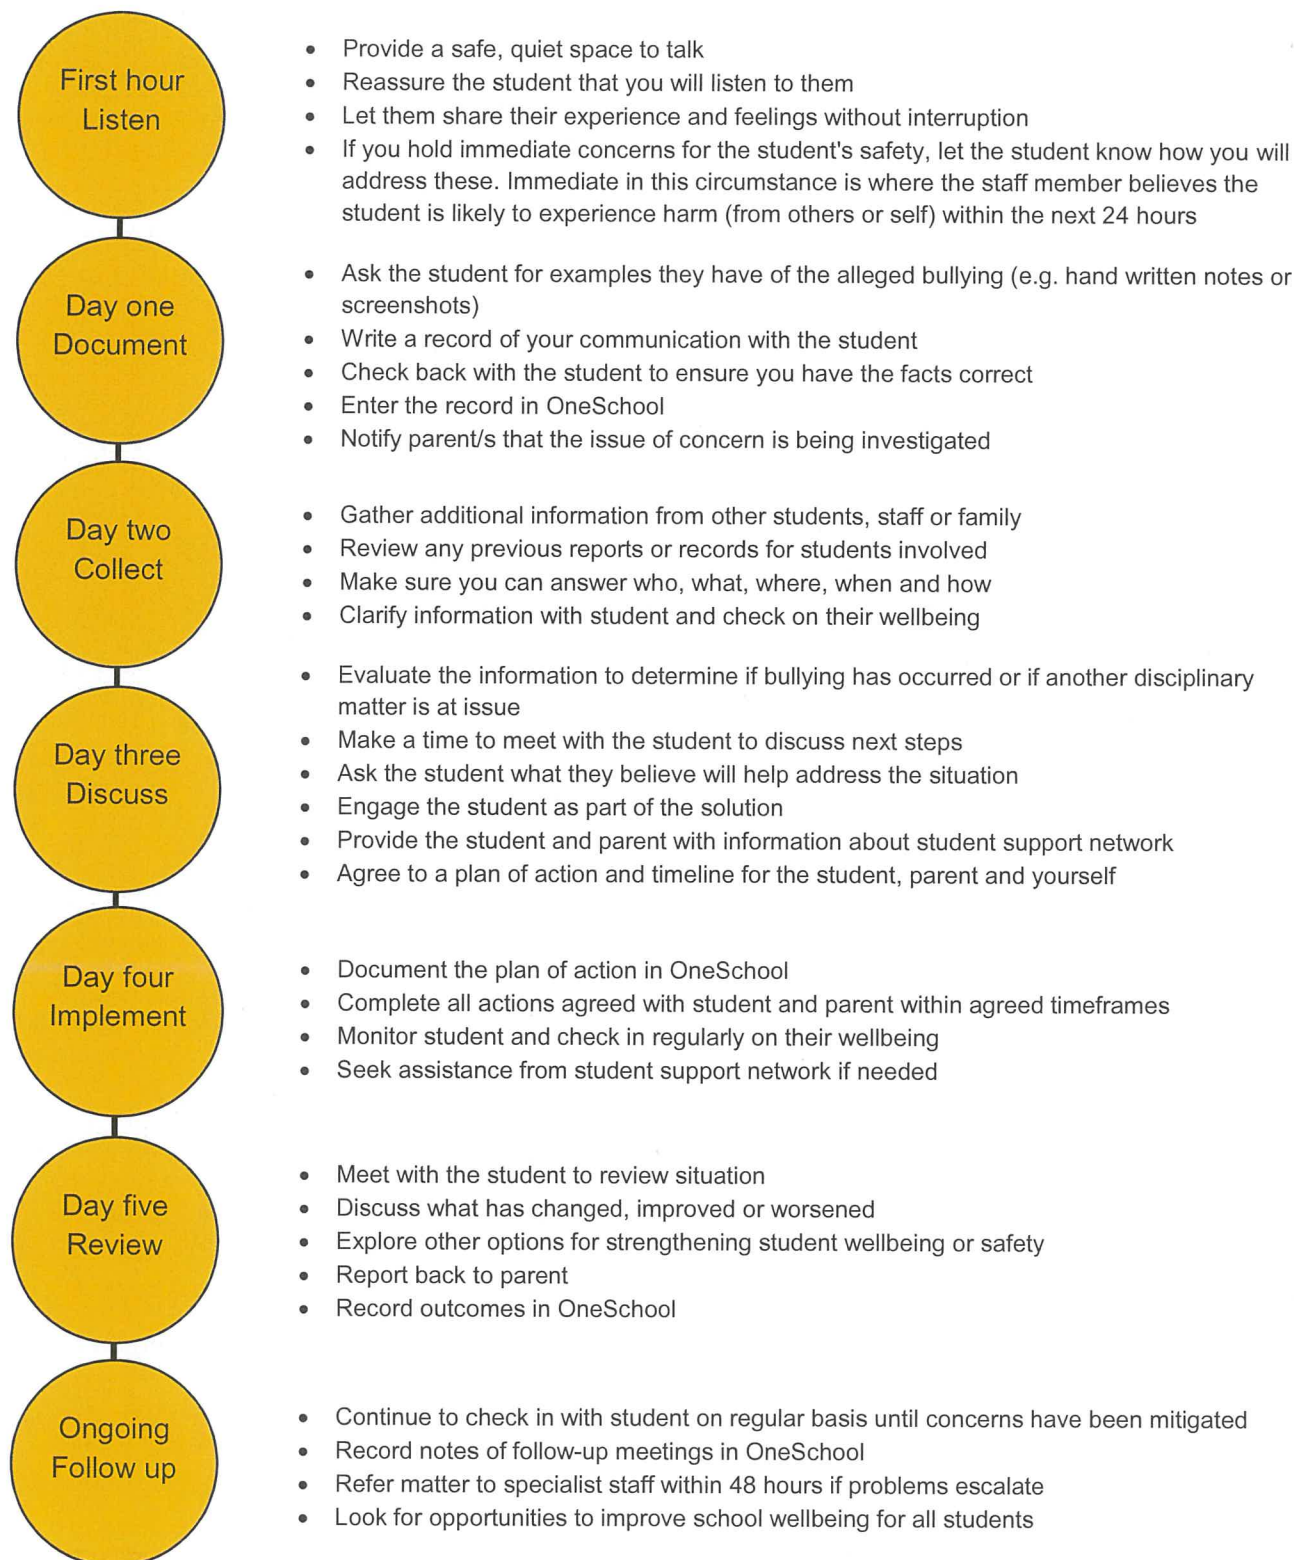 First hour
Listen
• Provide a safe, quiet space to talk
• Reassure the student that you will listen to them
• Let them share their experience and feelings without interruption
• If you hold immediate concerns for the student's safety, let the student know how you will
address these. Immediate in this circumstance is where the staff member believes the
student is likely to experience harm (from others or self) within the next 24 hours
Day one
Document
• Ask the student for examples they have of the alleged bullying (e.g. hand written notes or
screenshots)
• Write a record of your communication with the student
• Check back with the student to ensure you have the facts correct
• Enter the record in OneSchool
• Notify parent/s that the issue of concern is being investigated
Day two
Collect
• Gather additional information from other students, staff or family
• Review any previous reports or records for students involved
• Make sure you can answer who, what, where, when and how
• Clarify information with student and check on their wellbeing
Day three
Discuss
• Evaluate the information to determine if bullying has occurred or if another disciplinary
matter is at issue
• Make a time to meet with the student to discuss next steps
• Ask the student what they believe will help address the situation
• Engage the student as part of the solution
• Provide the student and parent with information about student support network
• Agree to a plan of action and timeline for the student, parent and yourself
Day four
Implement
• Document the plan of action in OneSchool
• Complete all actions agreed with student and parent within agreed timeframes
• Monitor student and check in regularly on their wellbeing
• Seek assistance from student support network if needed
Day five
Review
• Meet with the student to review situation
• Discuss what has changed, improved or worsened
• Explore other options for strengthening student wellbeing or safety
• Report back to parent
• Record outcomes in OneSchool
Ongoing
Follow up
• Continue to check in with student on regular basis until concerns have been mitigated
• Record notes of follow-up meetings in OneSchool
• Refer matter to specialist staff within 48 hours if problems escalate
• Look for opportunities to improve school wellbeing for all students